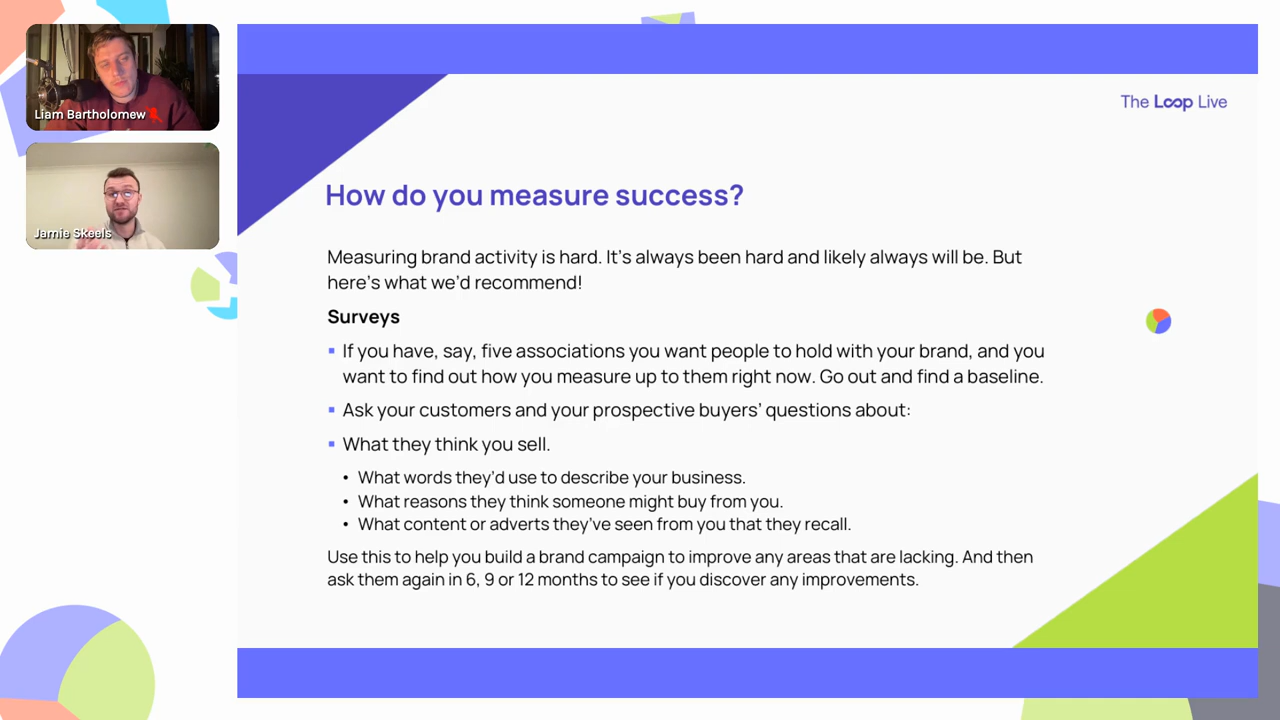 Liam Bartholomew
Jamie Skeels
The Loop Live
How do you measure success?
Measuring brand activity is hard. It's always been hard and likely always will be. But
here's what we'd recommend!
Surveys
▪ If you have, say, five associations you want people to hold with your brand, and you
want to find out how you measure up to them right now. Go out and find a baseline.
▪ Ask your customers and your prospective buyers' questions about:
▪ What they think you sell.
• What words they'd use to describe your business.
• What reasons they think someone might buy from you.
• What content or adverts they've seen from you that they recall.
Use this to help you build a brand campaign to improve any areas that are lacking. And then
ask them again in 6, 9 or 12 months to see if you discover any improvements.